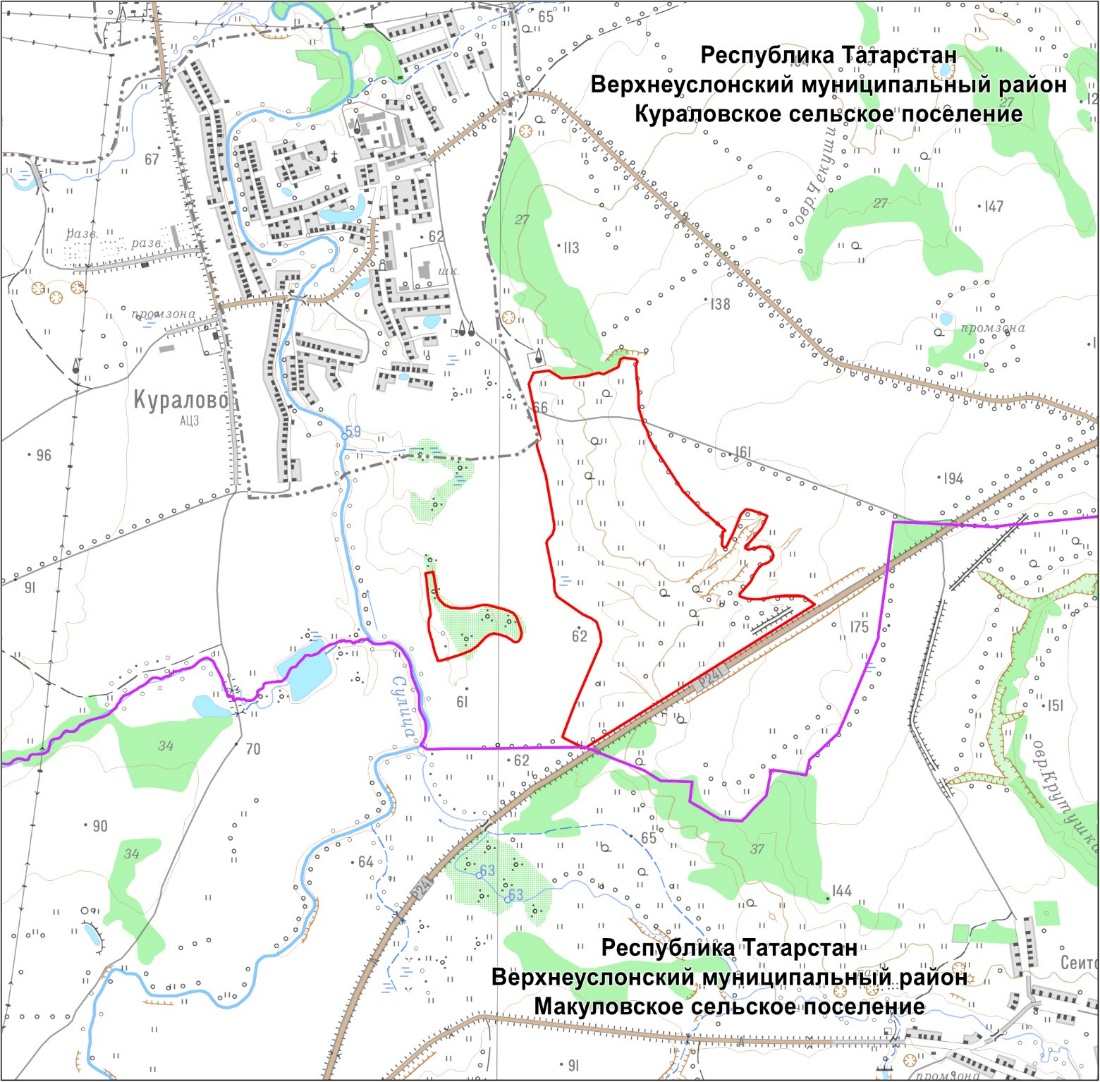 65
Республика Татарстан
Верхнеуслонский муниципальный район
Кураловское сельское поселение
27
67
овр.Чекуши
27
147
27
разв.
разв.
62
113
шк.
138
промзона
промзона
Куралово
АЦЗ
66
59
96
161
194
91
62
175
Р241
Сулица
61
151
34
70
62
овр.Крутушка
90
65
34
64
63
37
63
144
Р241
Республика Татарстан
Верхнеуслонский муниципальный район
Макуловское сельское поселение
Сеито
91
промзона